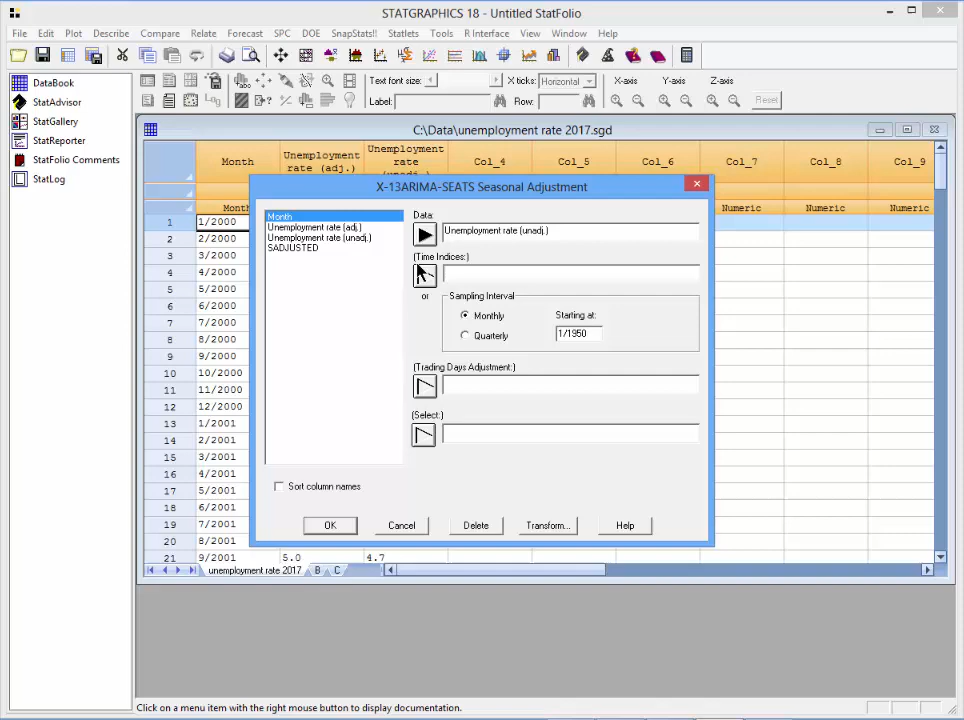 STATGRAPHICS 18 - Untitled StatFolio
File Edit Plot Describe Compare Relate Forecast SPC DOE SnapStats!! Statlets Tools R Interface View Window Help
Text font size: X ticks: Horizontal X-axis Y-axis Z-axis
Log Label: Row: Reset
DataBook
StatAdvisor
StatGallery
StatReporter
StatFolio Comments
StatLog
C:\Data\unemployment rate 2017.sgd
Month Unemployment rate (adj.) Unemployment rate Col_4 Col_5 Col_6 Col_7 Col_8 Col_9
Month Numeric Numeric Numeric
1 1/2000
2 2/2000
3 3/2000
4 4/2000
5 5/2000
6 6/2000
7 7/2000
8 8/2000
9 9/2000
10 10/2000
11 11/2000
12 12/2000
13 1/2001
14 2/2001
15 3/2001
16 4/2001
17 5/2001
18 6/2001
19 7/2001
20 8/2001
21 9/2001 5.0 4.7
unemployment rate 2017 B C
X-13ARIMA-SEATS Seasonal Adjustment
Month
Unemployment rate (adj.)
Unemployment rate (unadj.)
SADJUSTED
Data:
Unemployment rate (unadj.)
(Time Indices:)
or
Sampling Interval
Monthly
Quarterly
Starting at:
1/1950
(Trading Days Adjustment:)
(Select:)
Sort column names
OK Cancel Delete Transform... Help
Click on a menu item with the right mouse button to display documentation.